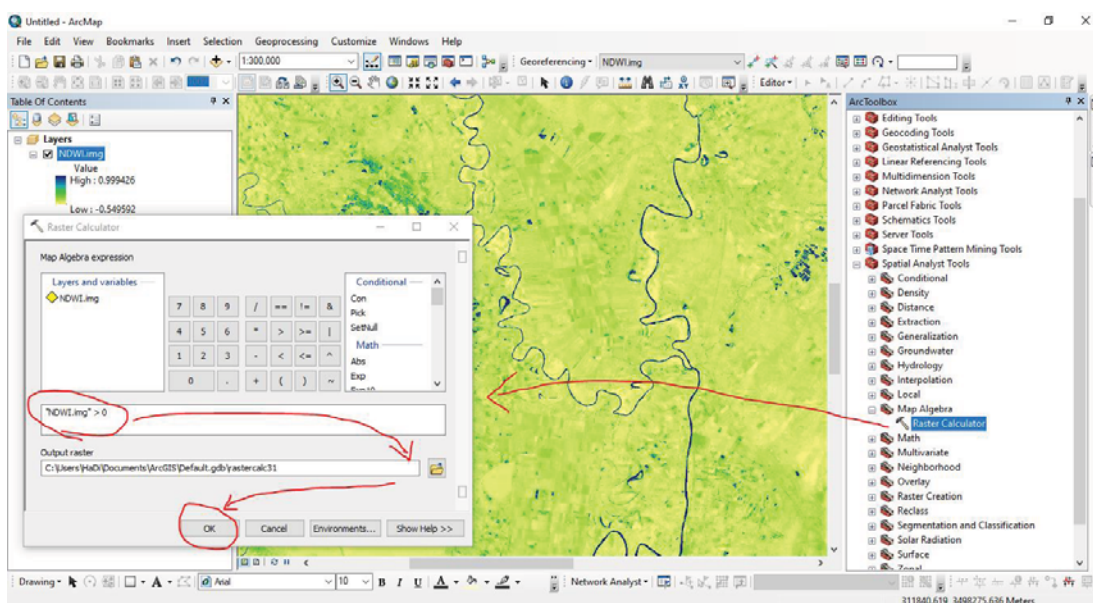 Untitled - ArcMap
File Edit View Bookmarks Insert Selection Geoprocessing Customize Windows Help
1:300.000
Georeferencing
NDWI.img
Editor
Table Of Contents
Layers
NDWI.img
Value
High : 0.999426
Low : -0.549592
Raster Calculator
Map Algebra expression
Layers and variables
NDWI.img
7 8 9 / == != &
4 5 6 * > >= |
1 2 3 - < <= ^
0 . + ( ) ~
Conditional
Con
Pick
SetNull
Math
Abs
Exp
"NDWI.img" > 0
Output raster
C:\Users\HaDi\Documents\ArcGIS\Default.gdb\rastercalc31
OK Cancel Environments... Show Help >>
ArcToolbox
Editing Tools
Geocoding Tools
Geostatistical Analyst Tools
Linear Referencing Tools
Multidimension Tools
Network Analyst Tools
Parcel Fabric Tools
Schematics Tools
Server Tools
Space Time Pattern Mining Tools
Spatial Analyst Tools
Conditional
Density
Distance
Extraction
Generalization
Groundwater
Hydrology
Interpolation
Local
Map Algebra
Raster Calculator
Math
Multivariate
Neighborhood
Overlay
Raster Creation
Reclass
Segmentation and Classification
Solar Radiation
Surface
Zonal
Drawing
A
Arial
10
B I U A
Network Analyst
311840,619 3498275,636 Meters